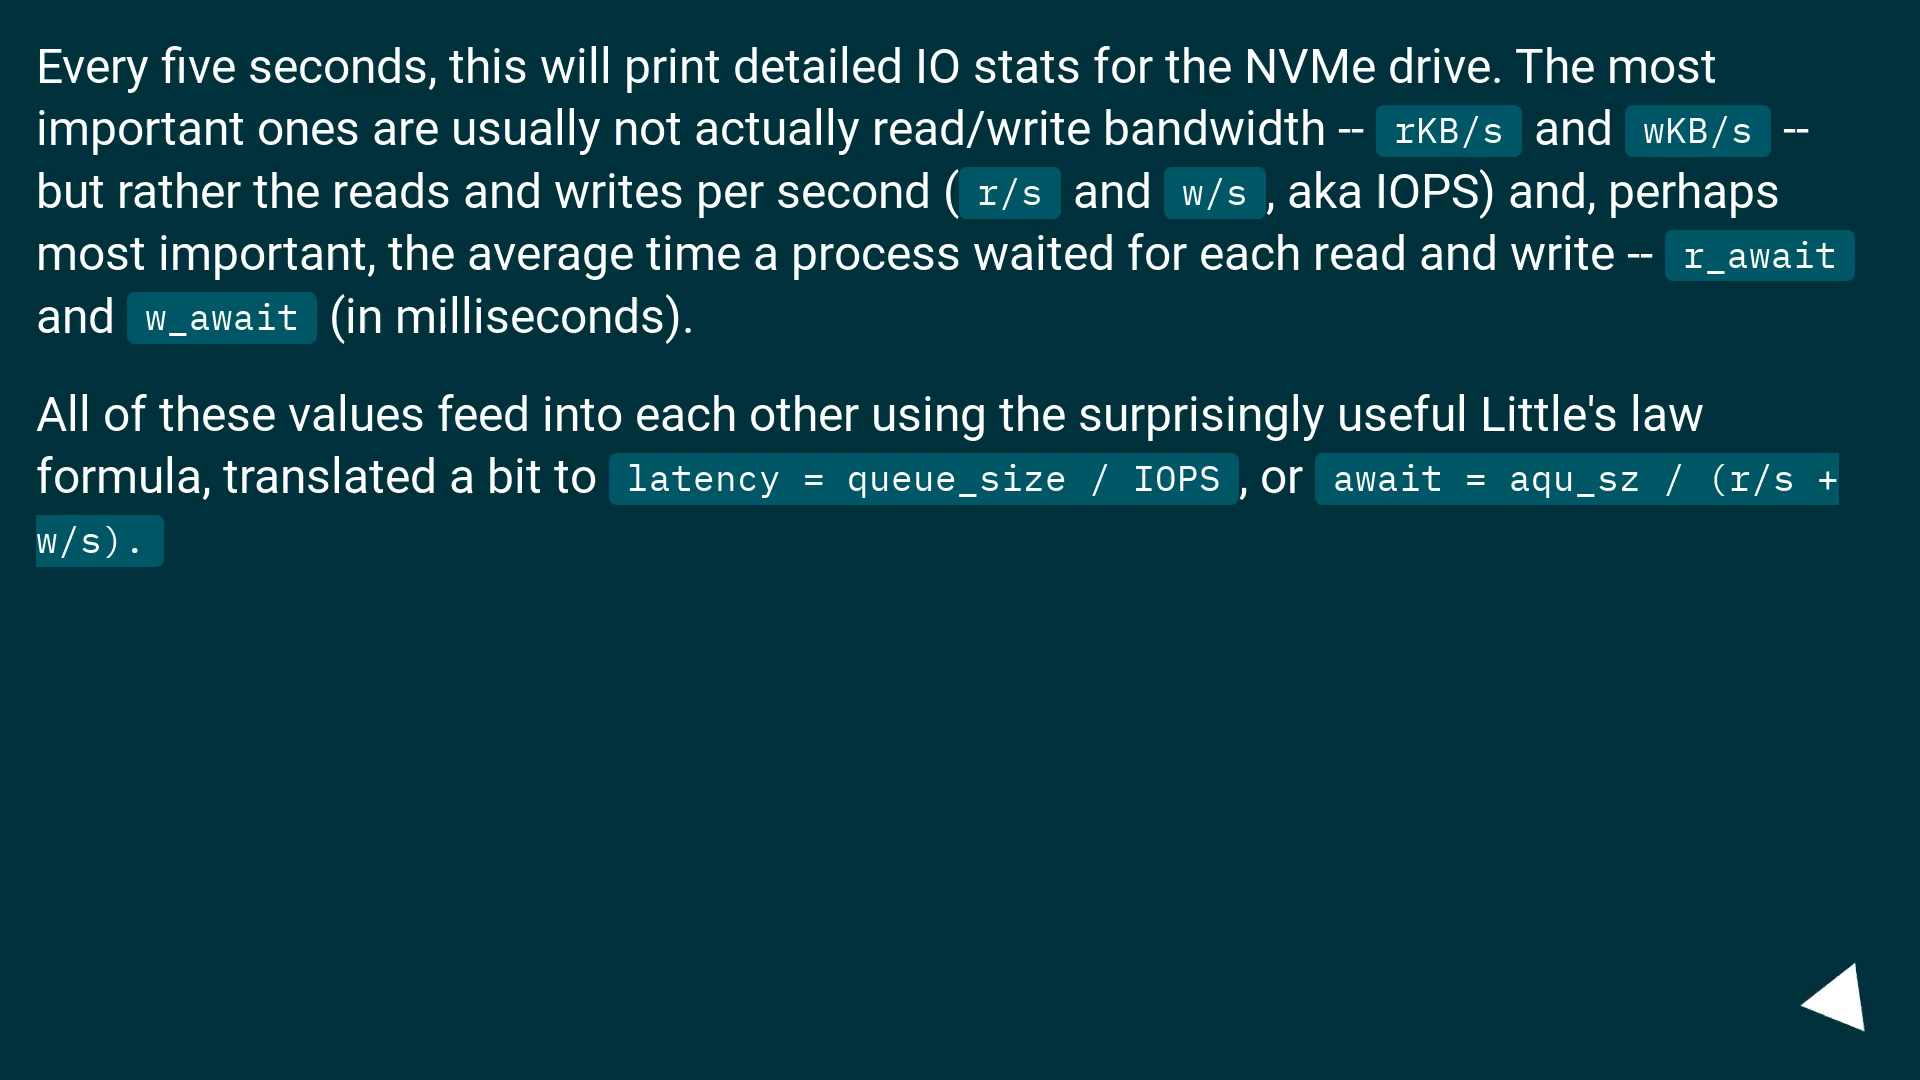 Every five seconds, this will print detailed IO stats for the NVMe drive. The most
important ones are usually not actually read/write bandwidth -- rKB/s and wKB/s --
but rather the reads and writes per second ( r/s and w/s , aka IOPS) and, perhaps
most important, the average time a process waited for each read and write -- r_await
and w_await (in milliseconds).
All of these values feed into each other using the surprisingly useful Little's law
formula, translated a bit to latency = queue_size / IOPS , or await = aqu_sz / (r/s +
w/s).